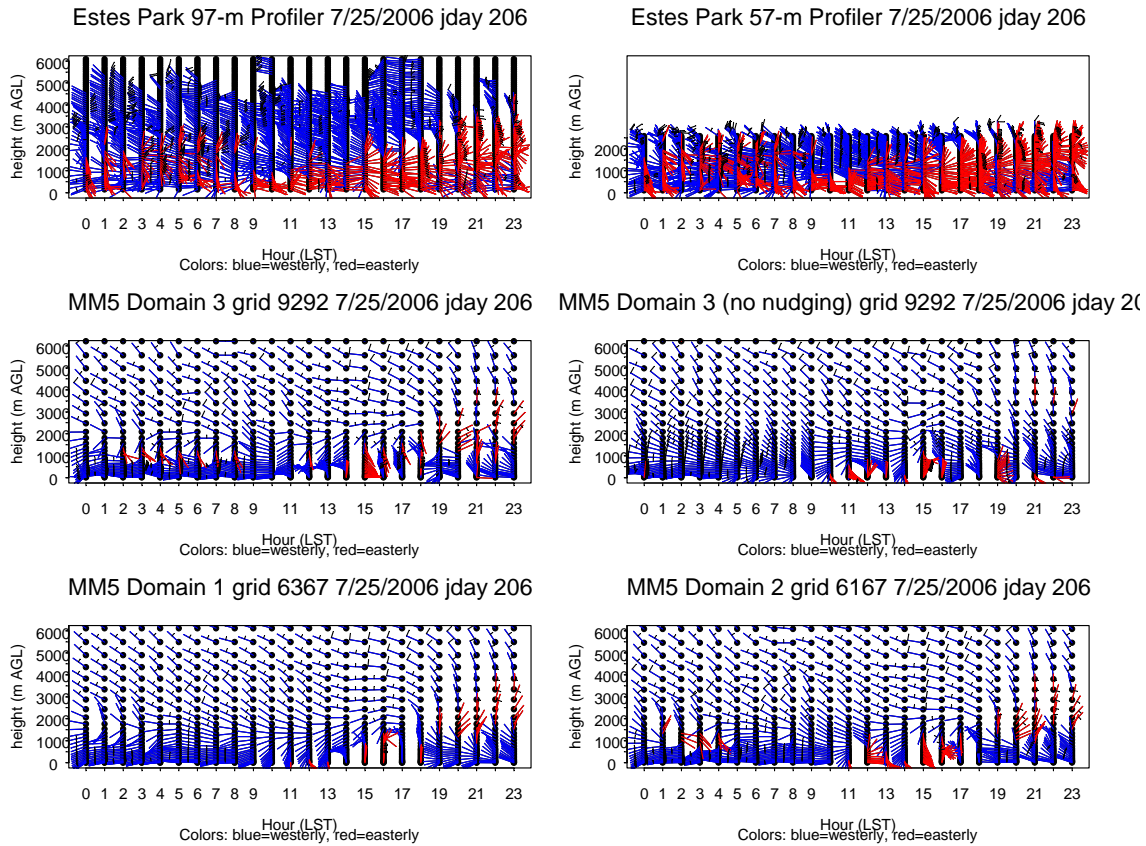 Estes Park 97-m Profiler 7/25/2006 jday 206
height (m AGL)
6000
5000
4000
3000
2000
1000
0
0 1 2 3 4 5 6 7 8 9 11 13 15 17 19 21 23
Hour (LST)
Colors: blue=westerly, red=easterly
Estes Park 57-m Profiler 7/25/2006 jday 206
height (m AGL)
2000
1000
0
0 1 2 3 4 5 6 7 8 9 11 13 15 17 19 21 23
Hour (LST)
Colors: blue=westerly, red=easterly
MM5 Domain 3 grid 9292 7/25/2006 jday 206
height (m AGL)
6000
5000
4000
3000
2000
1000
0
0 1 2 3 4 5 6 7 8 9 11 13 15 17 19 21 23
Hour (LST)
Colors: blue=westerly, red=easterly
MM5 Domain 3 (no nudging) grid 9292 7/25/2006 jday 20
height (m AGL)
6000
5000
4000
3000
2000
1000
0
0 1 2 3 4 5 6 7 8 9 11 13 15 17 19 21 23
Hour (LST)
Colors: blue=westerly, red=easterly
MM5 Domain 1 grid 6367 7/25/2006 jday 206
height (m AGL)
6000
5000
4000
3000
2000
1000
0
0 1 2 3 4 5 6 7 8 9 11 13 15 17 19 21 23
Hour (LST)
Colors: blue=westerly, red=easterly
MM5 Domain 2 grid 6167 7/25/2006 jday 206
height (m AGL)
6000
5000
4000
3000
2000
1000
0
0 1 2 3 4 5 6 7 8 9 11 13 15 17 19 21 23
Hour (LST)
Colors: blue=westerly, red=easterly